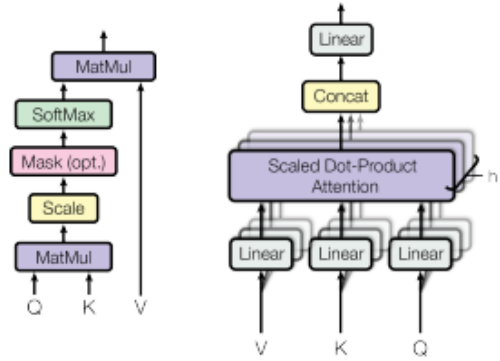 MatMul
SoftMax
Mask (opt.)
Scale
MatMul
Q K V
Linear
Concat
Scaled Dot-Product
Attention
h
Linear Linear Linear
V K Q